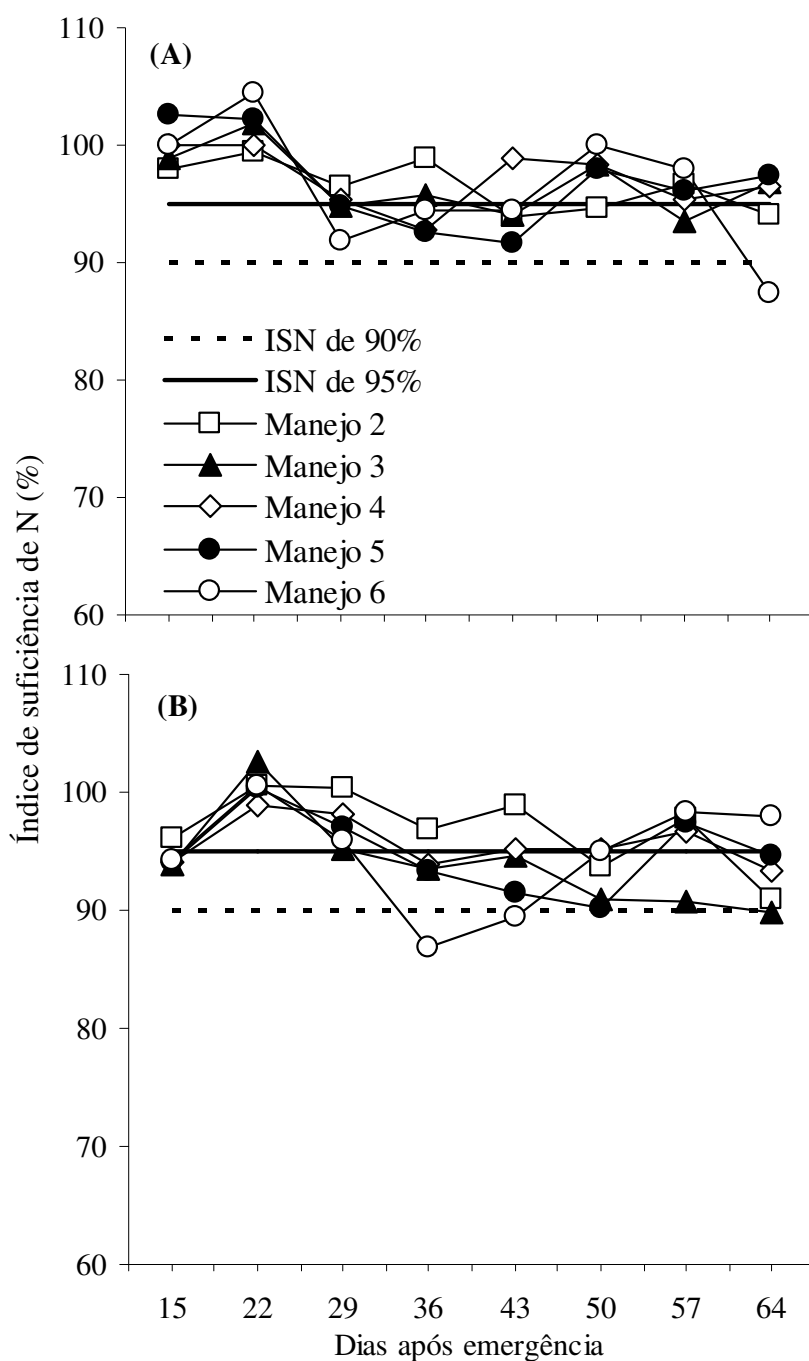 110
(A)
100
90
80
70
60
ISN de 90%
ISN de 95%
Manejo 2
Manejo 3
Manejo 4
Manejo 5
Manejo 6
Índice de suficiência de N (%)
110
(B)
100
90
80
70
60
15 22 29 36 43 50 57 64
Dias após emergência